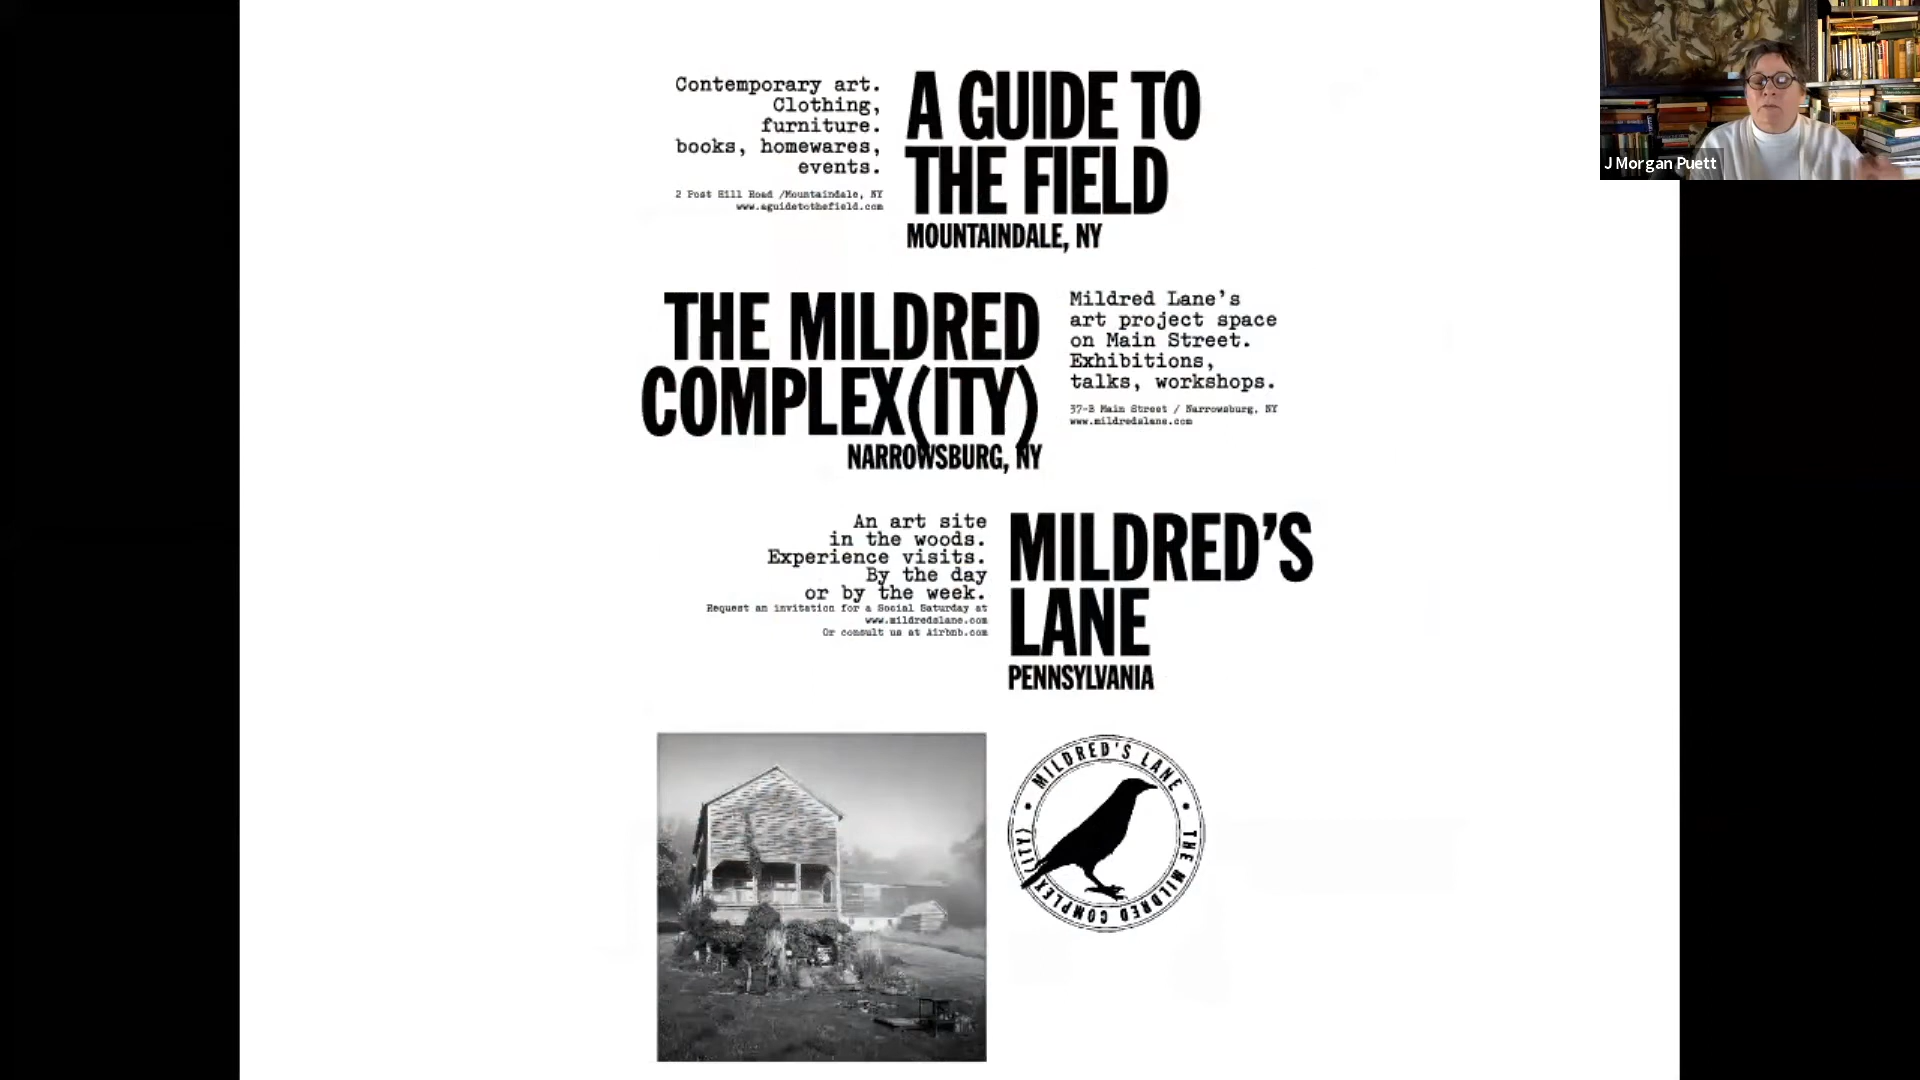 Contemporary art.
Clothing,
furniture.
books, homewares,
events.
2 Post Hill Road /Mountaindale, NY
www.aguidetothefield.com
A GUIDE TO
THE FIELD
MOUNTAINDALE, NY
J Morgan Puett
THE MILDRED
COMPLEX(ITY)
NARROWSBURG, NY
Mildred Lane's
art project space
on Main Street.
Exhibitions,
talks, workshops.
37-B Main Street / Narrowsburg, NY
www.mildredslane.com
An art site
in the woods.
Experience visits.
By the day
or by the week.
Request an invitation for a Social Saturday at
www.mildredslane.com
Or consult us at Airbnb.com
MILDRED'S
LANE
PENNSYLVANIA
• MILDRED'S LANE •
THE MILDRED COMPLEX(ITY)